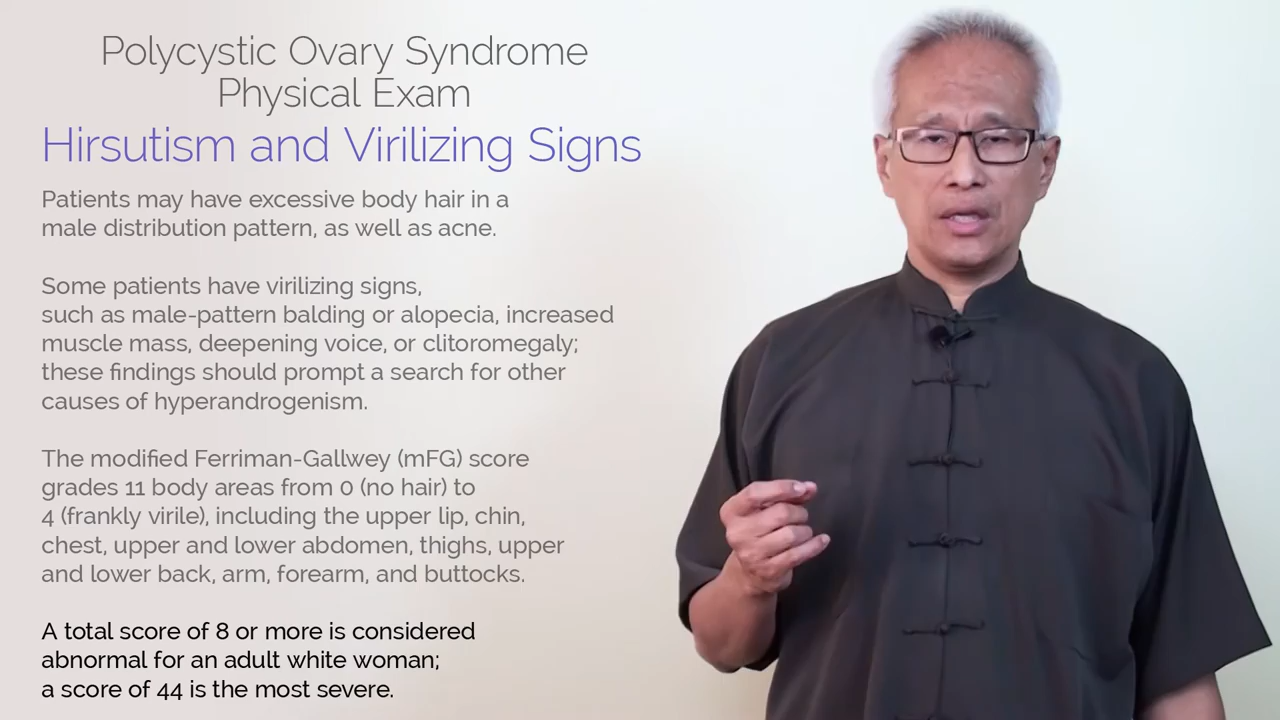 Polycystic Ovary Syndrome
Physical Exam
Hirsutism and Virilizing Signs
Patients may have excessive body hair in a
male distribution pattern, as well as acne.
Some patients have virilizing signs,
such as male-pattern balding or alopecia, increased
muscle mass, deepening voice, or clitoromegaly;
these findings should prompt a search for other
causes of hyperandrogenism.
The modified Ferriman-Gallwey (mFG) score
grades 11 body areas from 0 (no hair) to
4 (frankly virile), including the upper lip, chin,
chest, upper and lower abdomen, thighs, upper
and lower back, arm, forearm, and buttocks.
A total score of 8 or more is considered
abnormal for an adult white woman;
a score of 44 is the most severe.